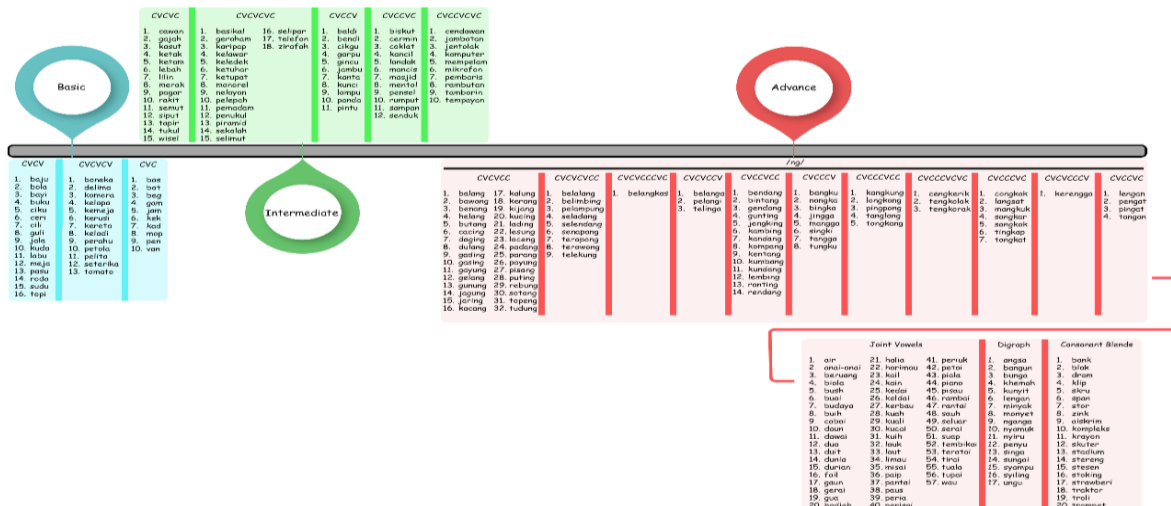 CVCVC
1. cawan
2. gajah
3. kasut
4. ketak
5. ketam
6. lebah
7. lilin
8. merak
9. pagar
10. rakit
11. semut
12. siput
13. tapir
14. tukul
15. wisel
CVCVCVC
1. basikal
2. geraham
3. karipap
4. kelawar
5. keledek
6. ketuhar
7. ketupat
8. monorel
9. nelayan
10. pelepah
11. pemadam
12. penukul
13. piramid
14. sekolah
15. selimut
16. selipar
17. telefon
18. zirafah
CVCCV
1. baldi
2. bendi
3. cikgu
4. garpu
5. gincu
6. jambu
7. kanta
8. kunci
9. lampu
10. panda
11. pintu
CVCCVC
1. biskut
2. cermin
3. coklat
4. kancil
5. landak
6. mancis
7. masjid
8. mentol
9. pensel
10. rumput
11. sampan
12. senduk
CVCCVCVC
1. cendawan
2. jambatan
3. jentolak
4. komputer
5. mempelam
6. mikrofon
7. pemboris
8. rambutan
9. tamborin
10. tempayan
Basic
Advance
Intermediate
CVCV
1. baju
2. bola
3. bayi
4. buku
5. ciku
6. ceri
7. cili
8. guli
9. jala
10. kuda
11. labu
12. meja
13. pasu
14. roda
15. sudu
16. topi
CVCVCV
1. boneka
2. delima
3. kamera
4. kelapa
5. kemeja
6. kerusi
7. kereta
8. keladi
9. perahu
10. petola
11. pelita
12. seterika
13. tomato
CVC
1. bas
2. bot
3. beg
4. gam
5. jam
6. kek
7. kad
8. mop
9. pen
10. van
/ng/
CVCVCC
1. balang
2. bawang
3. benang
4. helang
5. butang
6. cacing
7. daging
8. dulang
9. gading
10. gasing
11. gayung
12. gelang
13. gunung
14. jagung
15. jaring
16. kacang
17. kalung
18. kerang
19. kijang
20. kucing
21. lading
22. lesung
23. loceng
24. padang
25. parang
26. payung
27. pisang
28. puting
29. rebung
30. sotong
31. topeng
32. tudung
CVCVCVCC
1. belalang
2. belimbing
3. pelampung
4. seladang
5. selendang
6. senapang
7. teropong
8. terowong
9. telekung
CVCVCCCVC
1. belangkas
CVCVCCV
1. belanga
2. pelangi
3. telinga
CVCCVCC
1. bendang
2. bintang
3. gendang
4. gunting
5. jengking
6. kambing
7. kandang
8. kompang
9. kentang
10. kumbang
11. kundang
12. lembing
13. ranting
14. rendang
CVCCCV
1. bangku
2. nangka
3. bingka
4. jingga
5. mangga
6. singki
7. tangga
8. tungku
CVCCCVCC
1. kangkung
2. longkang
3. pingpong
4. tanglong
5. tongkang
CVCCCVCVC
1. cengkerik
2. tengkolok
3. tengkorak
CVCCCVC
1. congkak
2. langsat
3. mangkuk
4. sangkar
5. songkok
6. tingkap
7. tongkat
CVCVCCCV
1. kerengga
CVCCVC
1. lengan
2. pengat
3. pingat
4. tangan
Joint Vowels
1. air
2. anai-anai
3. beruang
4. biola
5. bush
6. bual
7. budaya
8. buih
9. cabai
10. daun
11. dawai
12. dua
13. duit
14. dunia
15. durian
16. foil
17. gaun
18. gerai
19. gua
20. hadiah
21. halia
22. harimau
23. kail
24. kain
25. kedai
26. keldai
27. kerbau
28. kuah
29. kuali
30. kucai
31. kuih
32. lauk
33. laut
34. limau
35. misai
36. paip
37. pantai
38. paus
39. peria
40. perisai
41. periuk
42. petai
43. piala
44. piano
45. pisau
46. rambai
47. rantai
48. sauh
49. seluar
50. serai
51. suap
52. tembikai
53. teratai
54. tirai
55. tuala
56. tupai
57. wau
Digraph
1. angsa
2. bangun
3. bunga
4. khemah
5. kunyit
6. lengan
7. minyak
8. monyet
9. nganga
10. nyamuk
11. nyiru
12. penyu
13. singa
14. sungai
15. syampu
16. syiling
17. ungu
Consonant Blends
1. bank
2. blok
3. dram
4. klip
5. skru
6. span
7. stor
8. zink
9. aiskrim
10. kompleks
11. krayon
12. skuter
13. stadium
14. stereng
15. stesen
16. stoking
17. strawberi
18. traktor
19. troli
20. trompet